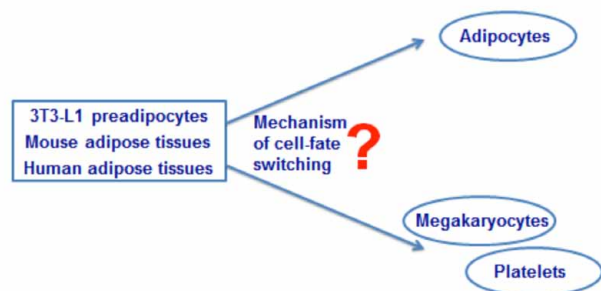 Adipocytes
3T3-L1 preadipocytes
Mouse adipose tissues
Human adipose tissues
Mechanism
of cell-fate
switching
?
Megakaryocytes
Platelets